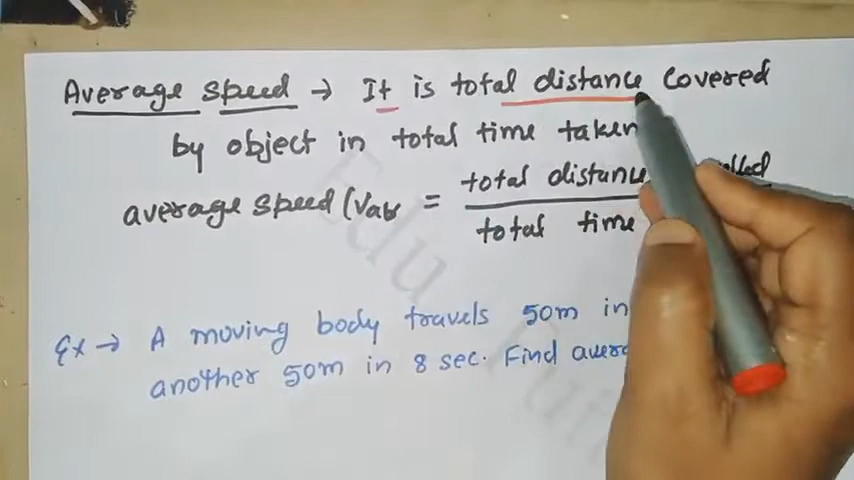 Average speed → It is total distance covered
by object in total time taken
average speed (Vav = total distance
total time
Ex → A moving body travels 50m in
another 50m in 8 sec. Find
Edu